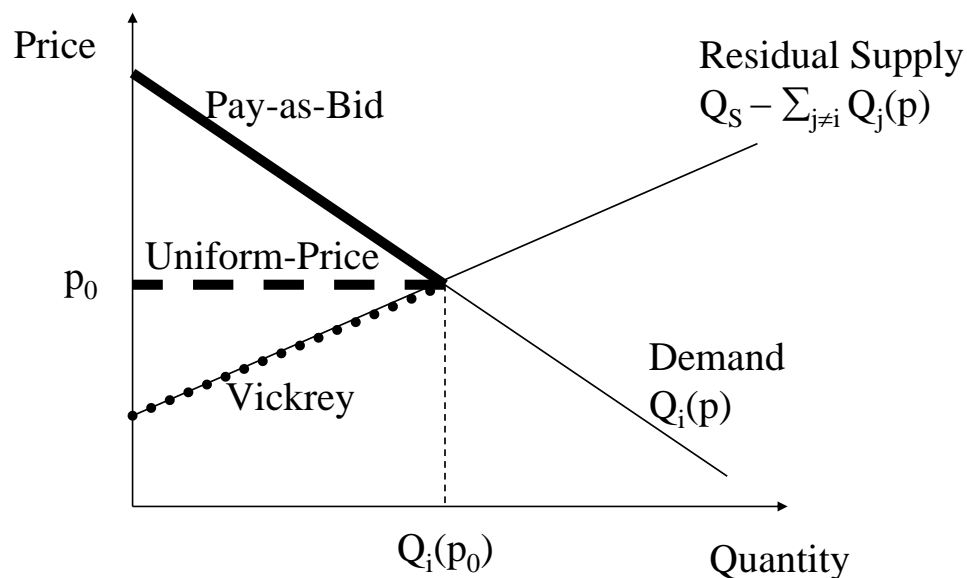 Price
Residual Supply
Q_S – ∑_{j≠i} Q_j(p)
Pay-as-Bid
Uniform-Price
p_0
Demand
Q_i(p)
Vickrey
Q_i(p_0)
Quantity